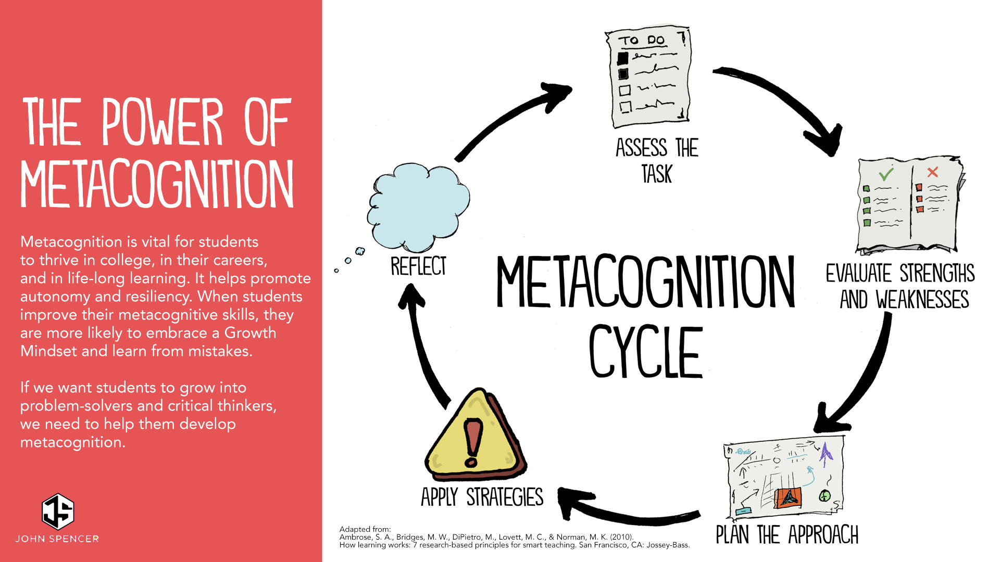 THE POWER OF
METACOGNITION
Metacognition is vital for students
to thrive in college, in their careers,
and in life-long learning. It helps promote
autonomy and resiliency. When students
improve their metacognitive skills, they
are more likely to embrace a Growth
Mindset and learn from mistakes.
If we want students to grow into
problem-solvers and critical thinkers,
we need to help them develop
metacognition.
JS
JOHN SPENCER
TO DO
ASSESS THE
TASK
EVALUATE STRENGTHS
AND WEAKNESSES
PLAN THE APPROACH
APPLY STRATEGIES
REFLECT
METACOGNITION
CYCLE
Adapted from:
Ambrose, S. A., Bridges, M. W., DiPietro, M., Lovett, M. C., & Norman, M. K. (2010).
How learning works: 7 research-based principles for smart teaching. San Francisco, CA: Jossey-Bass.